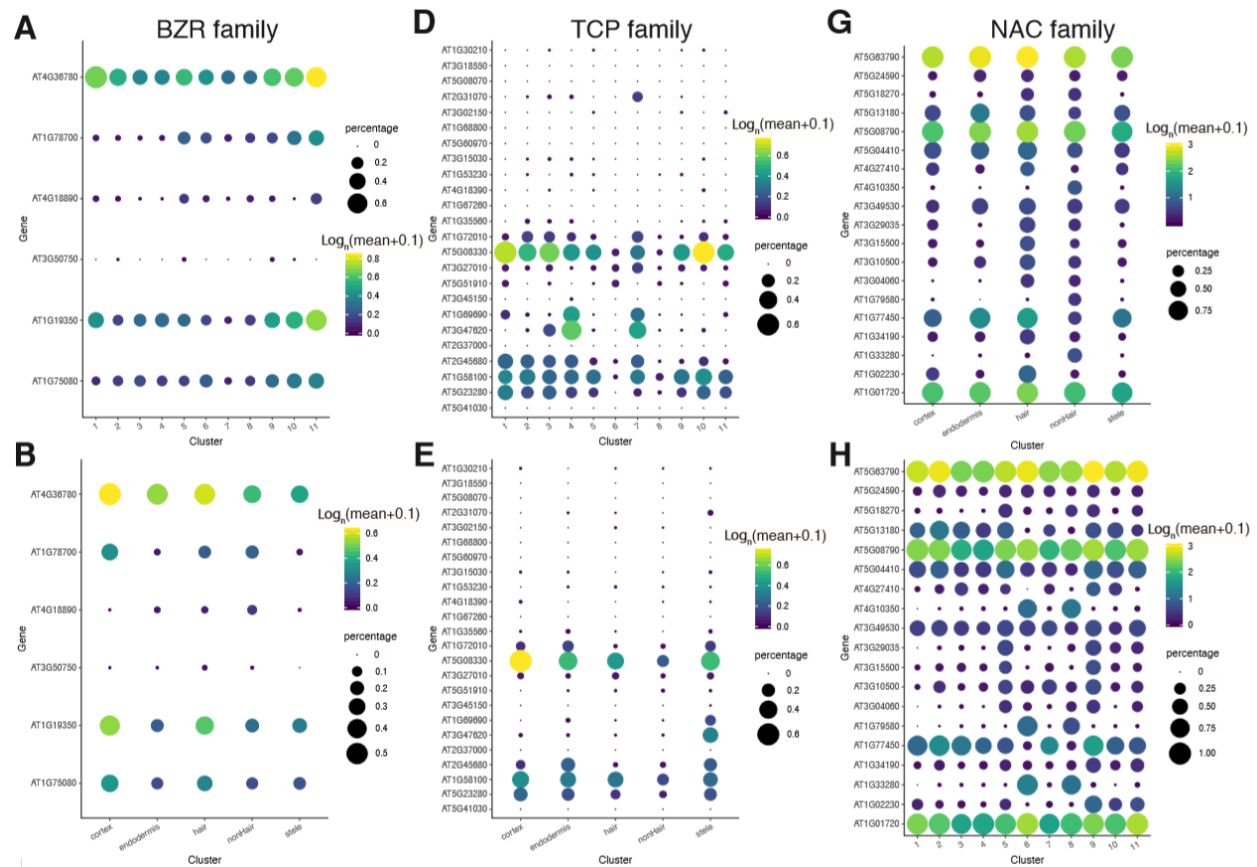 A
BZR family
Gene
AT4G36780
AT1G78700
AT4G18890
AT3G50750
AT1G19350
AT1G75080
1 2 3 4 5 6 7 8 9 10 11
Cluster
percentage
0
0.2
0.4
0.6
Logn(mean+0.1)
0.8
0.6
0.4
0.2
0.0
B
Gene
AT4G36780
AT1G78700
AT4G18890
AT3G50750
AT1G19350
AT1G75080
cortex endodermis hair nonHair stele
Cluster
Logn(mean+0.1)
0.6
0.4
0.2
0.0
percentage
0
0.1
0.2
0.3
0.4
0.5
D
TCP family
Gene
AT1G30210
AT3G18550
AT5G08070
AT2G31070
AT3G02150
AT1G68800
AT5G60970
AT3G15030
AT1G53230
AT4G18390
AT1G67260
AT1G35560
AT1G72010
AT5G08330
AT3G27010
AT5G51910
AT3G45150
AT1G69690
AT3G47620
AT2G37000
AT2G45680
AT1G58100
AT5G23280
AT5G41030
1 2 3 4 5 6 7 8 9 10 11
Cluster
Logn(mean+0.1)
0.6
0.4
0.2
0.0
percentage
0
0.2
0.4
0.6
E
Gene
AT1G30210
AT3G18550
AT5G08070
AT2G31070
AT3G02150
AT1G68800
AT5G60970
AT3G15030
AT1G53230
AT4G18390
AT1G67260
AT1G35560
AT1G72010
AT5G08330
AT3G27010
AT5G51910
AT3G45150
AT1G69690
AT3G47620
AT2G37000
AT2G45680
AT1G58100
AT5G23280
AT5G41030
cortex endodermis hair nonHair stele
Cluster
Logn(mean+0.1)
0.6
0.4
0.2
0.0
percentage
0
0.2
0.4
0.6
G
NAC family
Gene
AT5G63790
AT5G24590
AT5G18270
AT5G13180
AT5G08790
AT5G04410
AT4G27410
AT4G10350
AT3G49530
AT3G29035
AT3G15500
AT3G10500
AT3G04060
AT1G79580
AT1G77450
AT1G34190
AT1G33280
AT1G02230
AT1G01720
cortex endodermis hair nonHair stele
Cluster
Logn(mean+0.1)
3
2
1
percentage
0.25
0.50
0.75
H
Gene
AT5G63790
AT5G24590
AT5G18270
AT5G13180
AT5G08790
AT5G04410
AT4G27410
AT4G10350
AT3G49530
AT3G29035
AT3G15500
AT3G10500
AT3G04060
AT1G79580
AT1G77450
AT1G34190
AT1G33280
AT1G02230
AT1G01720
1 2 3 4 5 6 7 8 9 10 11
Cluster
Logn(mean+0.1)
3
2
1
0
percentage
0
0.25
0.50
0.75
1.00